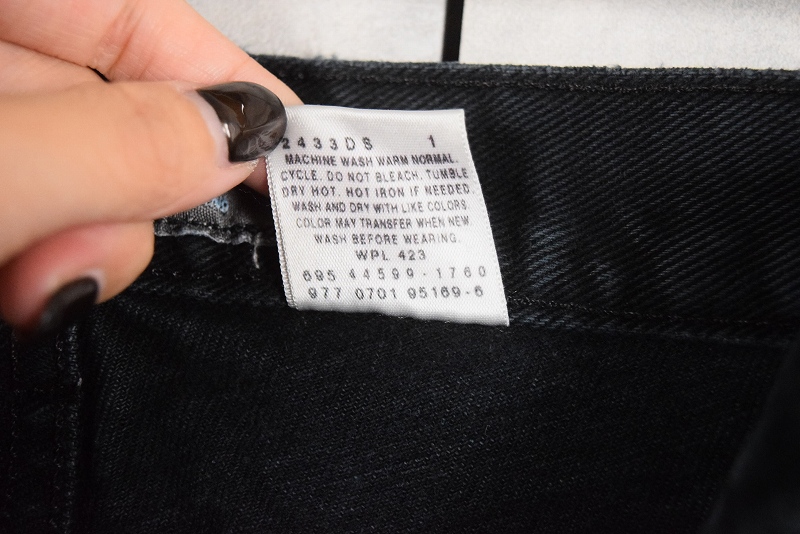 2433DS 1
MACHINE WASH WARM NORMAL.
CYCLE. DO NOT BLEACH. TUMBLE
DRY HOT. HOT IRON IF NEEDED.
WASH AND DRY WITH LIKE COLORS
COLOR MAY TRANSFER WHEN NEW
WASH BEFORE WEARING.
WPL 423
695 44599-1760
977 0701 95169-6